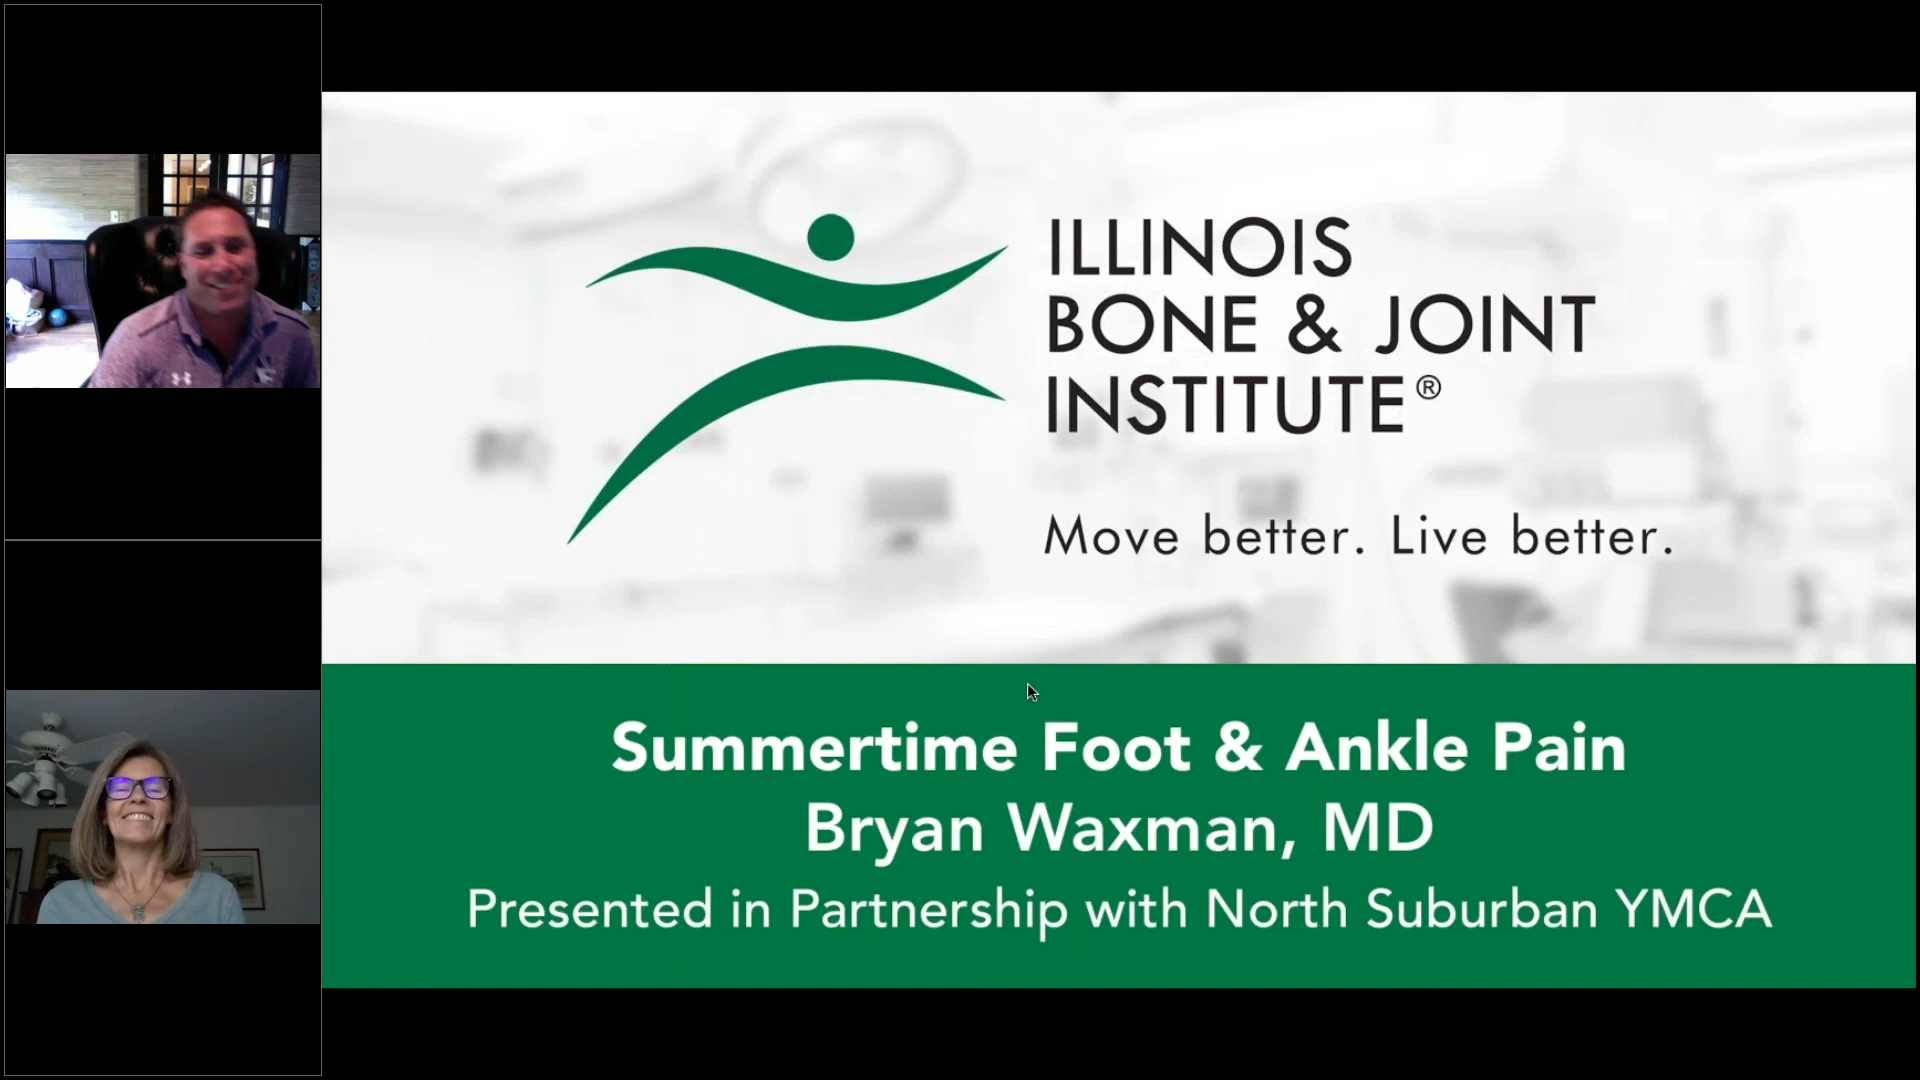 ILLINOIS
BONE & JOINT
INSTITUTE®
Move better. Live better.
Summertime Foot & Ankle Pain
Bryan Waxman, MD
Presented in Partnership with North Suburban YMCA